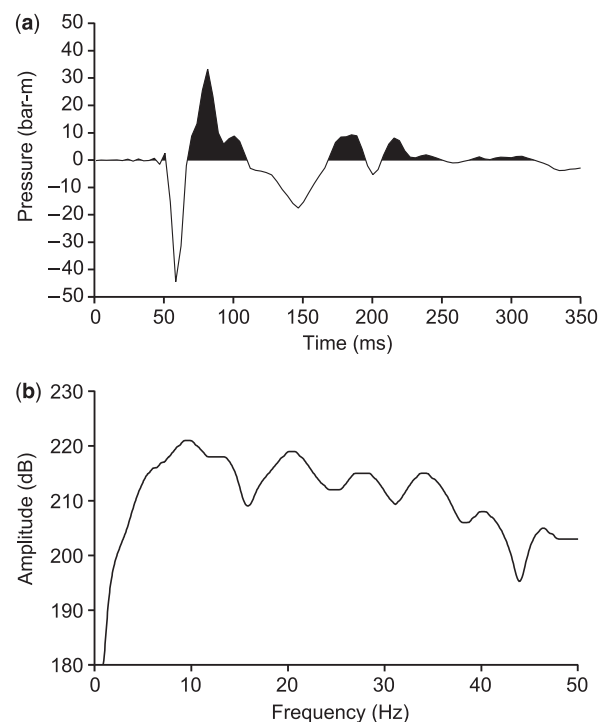 (a)
Pressure (bar-m)
50
40
30
20
10
0
–10
–20
–30
–40
–50
0 50 100 150 200 250 300 350
Time (ms)
(b)
Amplitude (dB)
230
220
210
200
190
180
0 10 20 30 40 50
Frequency (Hz)